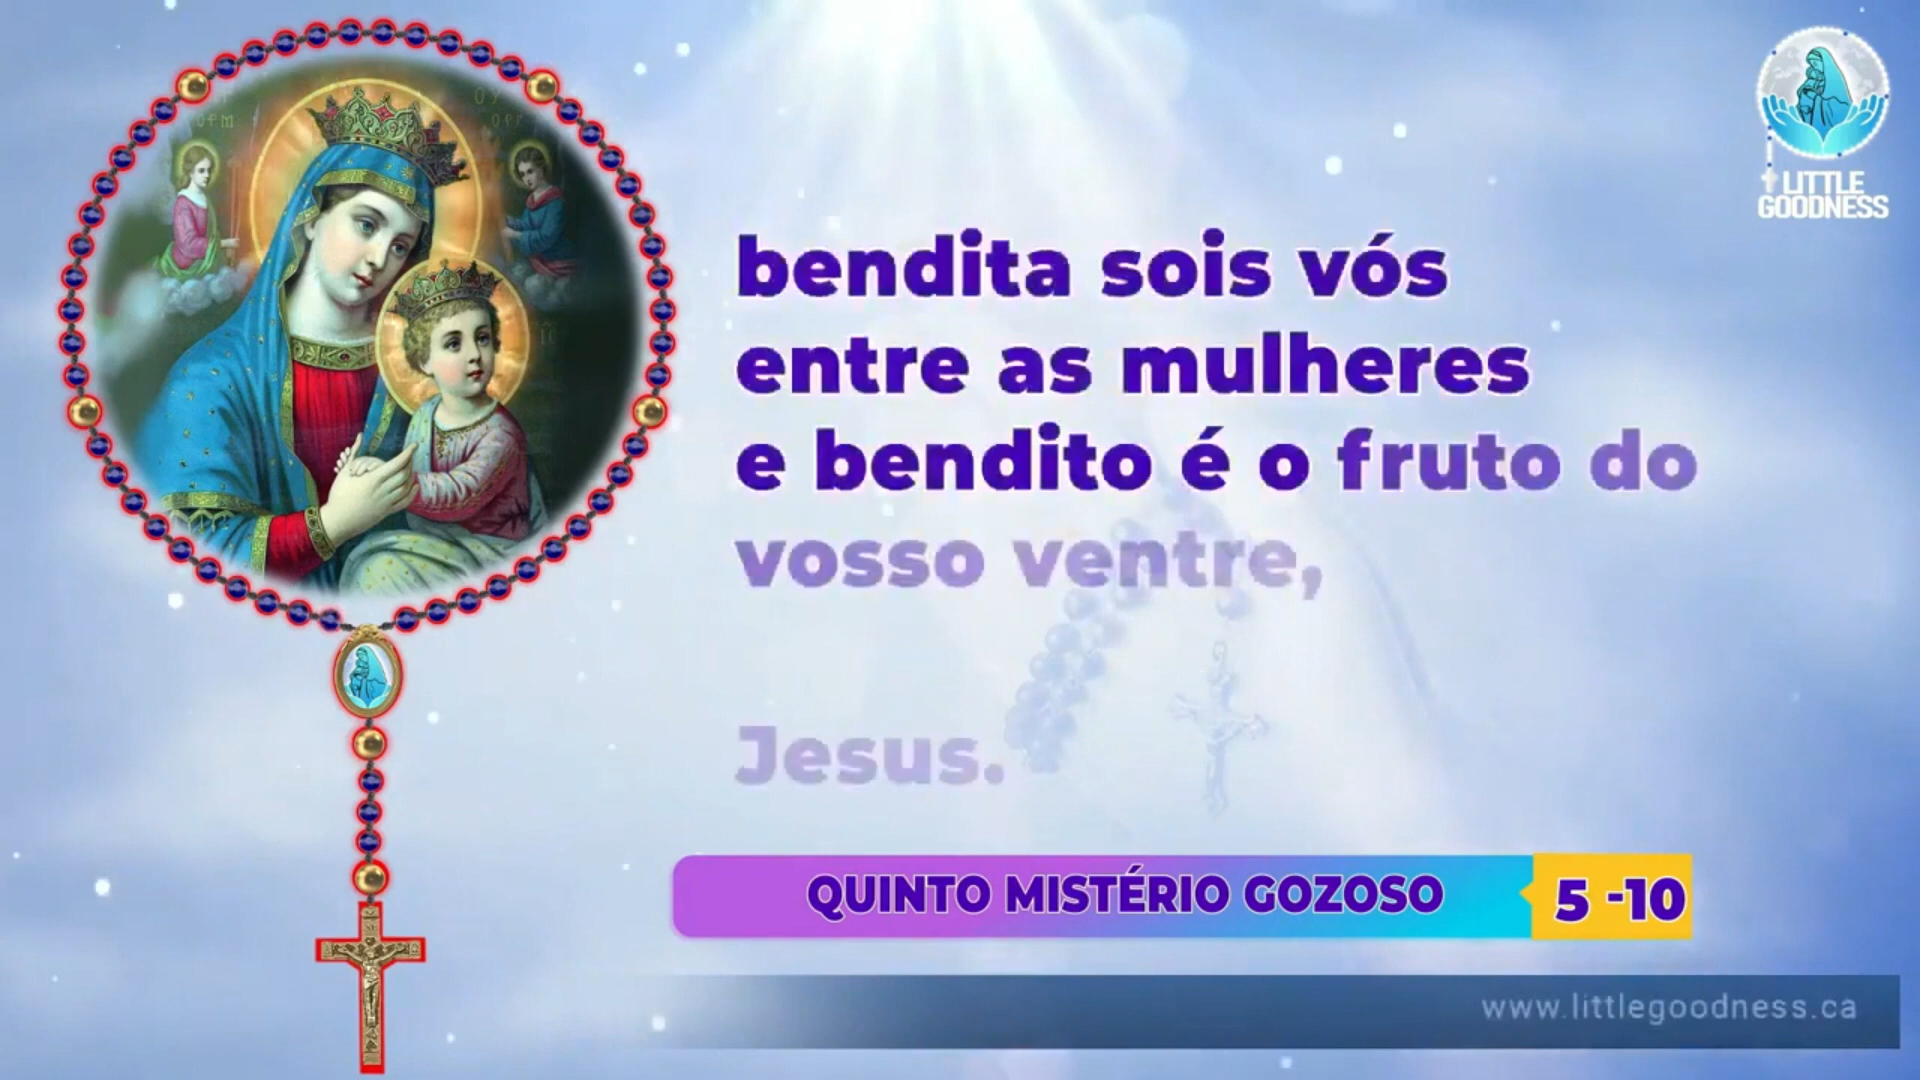 LITTLE
GOODNESS
bendita sois vós
entre as mulheres
e bendito é o fruto do
vosso ventre,
Jesus.
QUINTO MISTÉRIO GOZOSO
5 -10
www.littlegoodness.ca